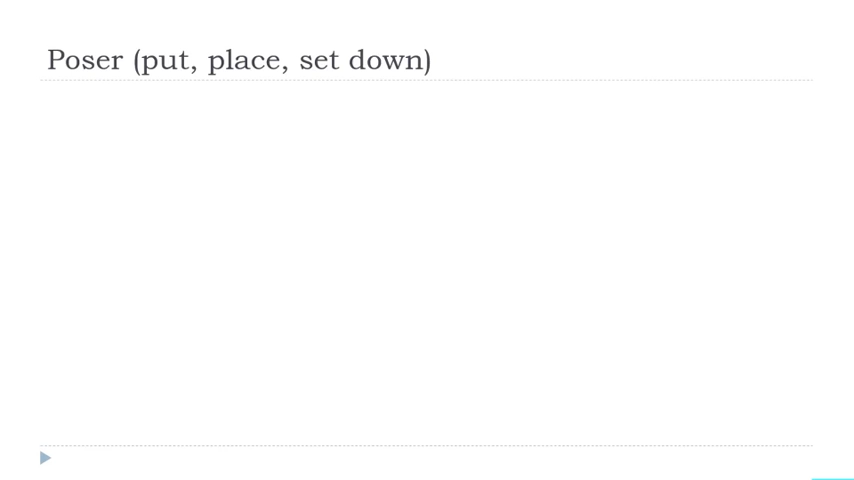 Poser (put, place, set down)